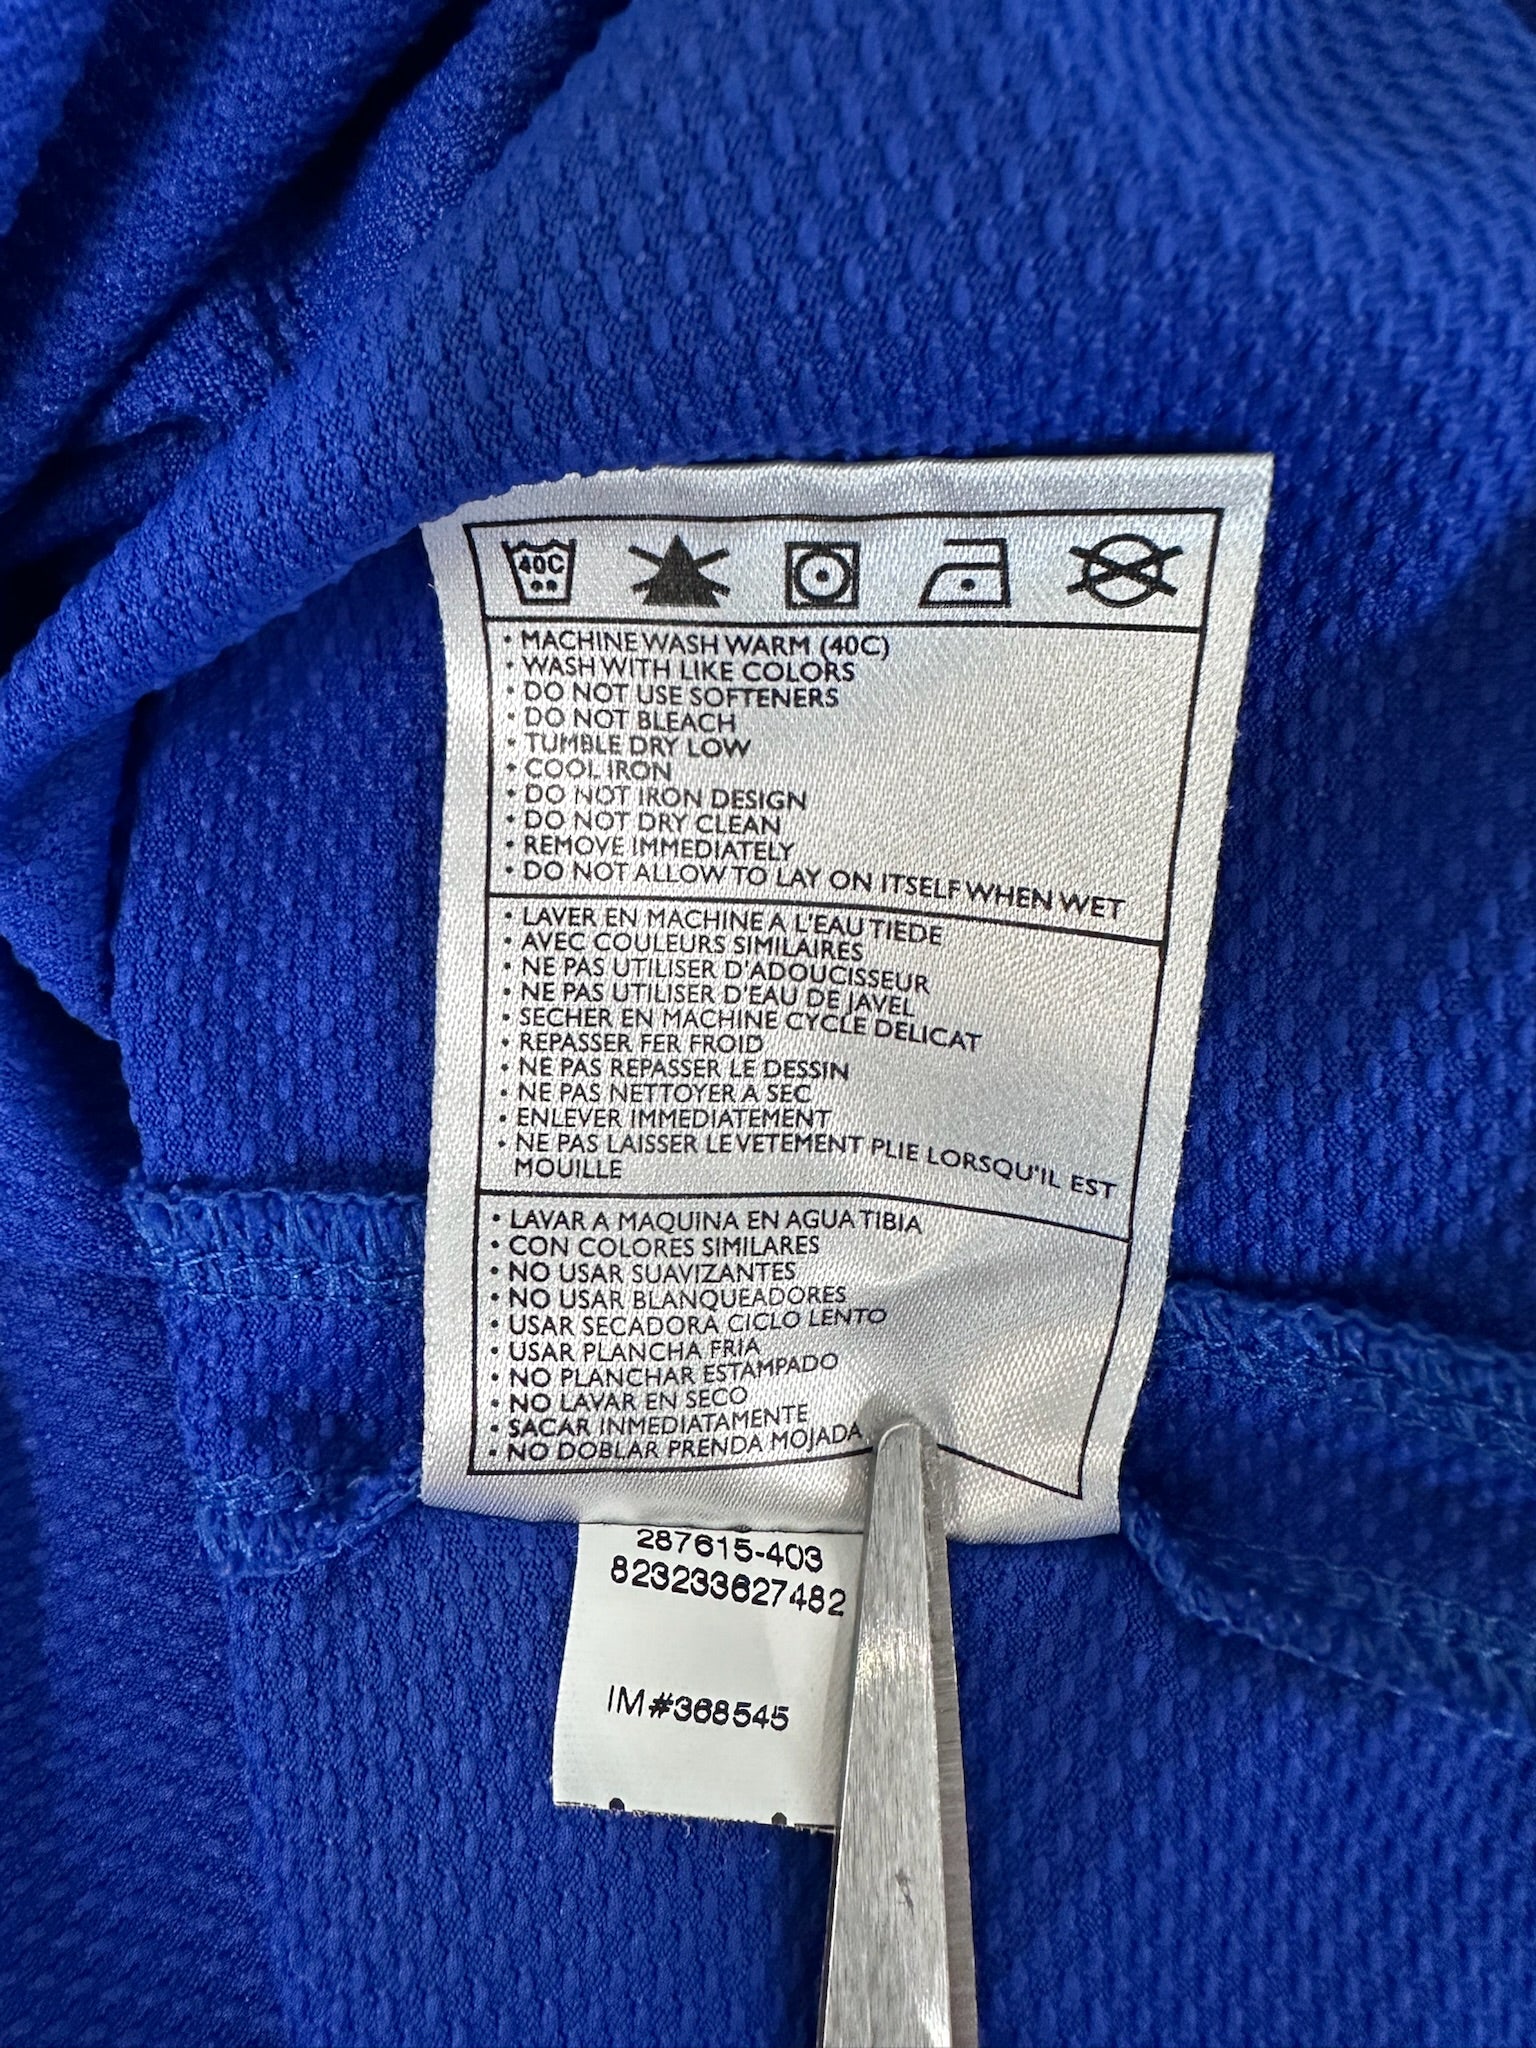 40C
• MACHINE WASH WARM (40C)
• WASH WITH LIKE COLORS
• DO NOT USE SOFTENERS
• DO NOT BLEACH
• TUMBLE DRY LOW
• COOL IRON
• DO NOT IRON DESIGN
• DO NOT DRY CLEAN
• REMOVE IMMEDIATELY
• DO NOT ALLOW TO LAY ON ITSELF WHEN WET
• LAVER EN MACHINE A L'EAU TIEDE
• AVEC COULEURS SIMILAIRES
• NE PAS UTILISER D'ADOUCISSEUR
• NE PAS UTILISER D'EAU DE JAVEL
• SECHER EN MACHINE CYCLE DELICAT
• REPASSER FER FROID
• NE PAS REPASSER LE DESSIN
• NE PAS NETTOYER A SEC
• ENLEVER IMMEDIATEMENT
• NE PAS LAISSER LE VETEMENT PLIE LORSQU'IL EST
MOUILLE
• LAVAR A MAQUINA EN AGUA TIBIA
• CON COLORES SIMILARES
• NO USAR SUAVIZANTES
• NO USAR BLANQUEADORES
• USAR SECADORA CICLO LENTO
• USAR PLANCHA FRIA
• NO PLANCHAR ESTAMPADO
• NO LAVAR EN SECO
• SACAR INMEDIATAMENTE
• NO DOBLAR PRENDA MOJADA
287615-403
823233627482
IM#368545